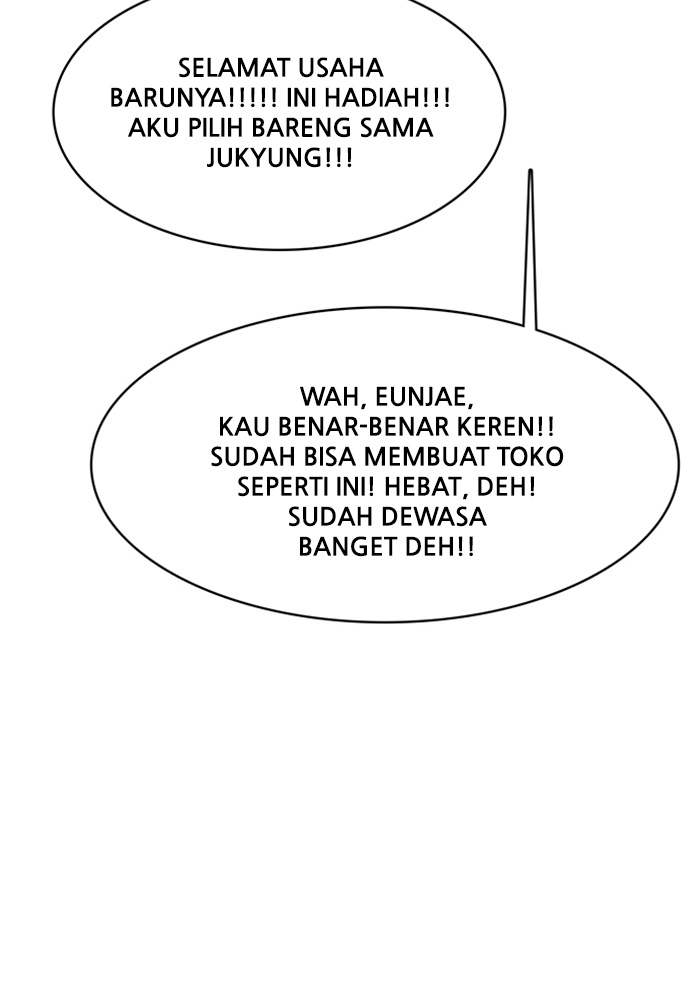 SELAMAT USAHA
BARUNYA!!!!! INI HADIAH!!!
AKU PILIH BARENG SAMA
JUKYUNG!!!
WAH, EUNJAE,
KAU BENAR-BENAR KEREN!!
SUDAH BISA MEMBUAT TOKO
SEPERTI INI! HEBAT, DEH!
SUDAH DEWASA
BANGET DEH!!